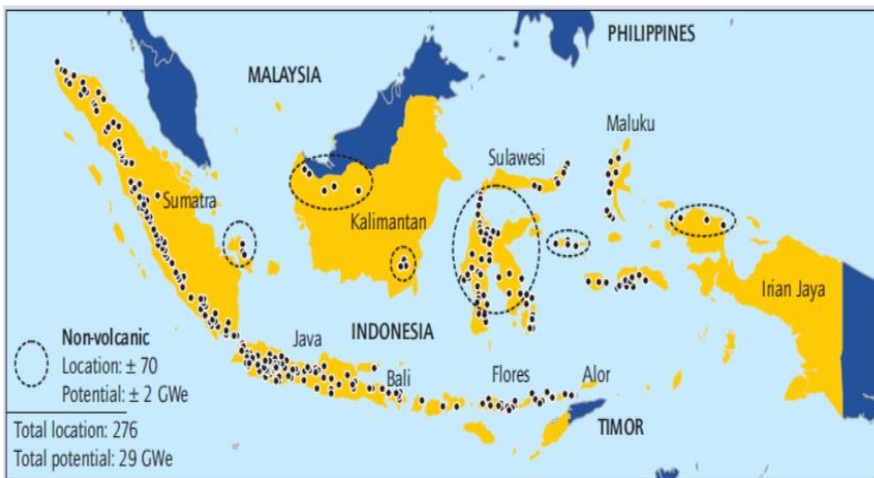 PHILIPPINES
MALAYSIA
Maluku
Sulawesi
Sumatra
Kalimantan
Irian Jaya
Non-volcanic
Location: ± 70
Potential: ± 2 GWe
Java
INDONESIA
Bali
Flores
Alor
TIMOR
Total location: 276
Total potential: 29 GWe